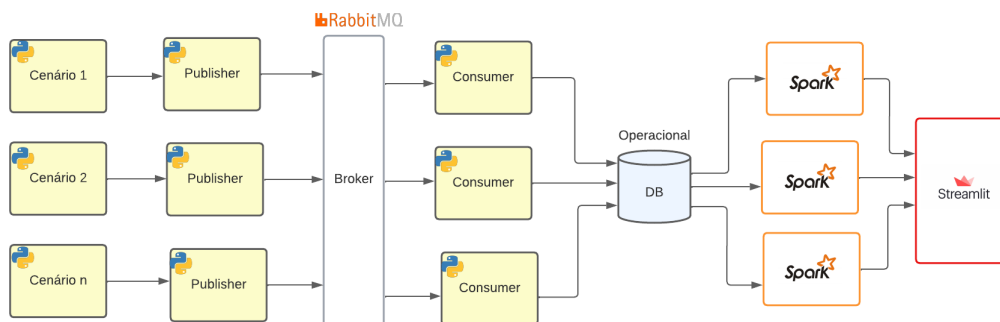 RabbitMQ
Cenário 1
Publisher
Consumer
Spark
Operacional
Cenário 2
Publisher
Broker
Consumer
DB
Spark
Streamlit
Cenário n
Publisher
Consumer
Spark